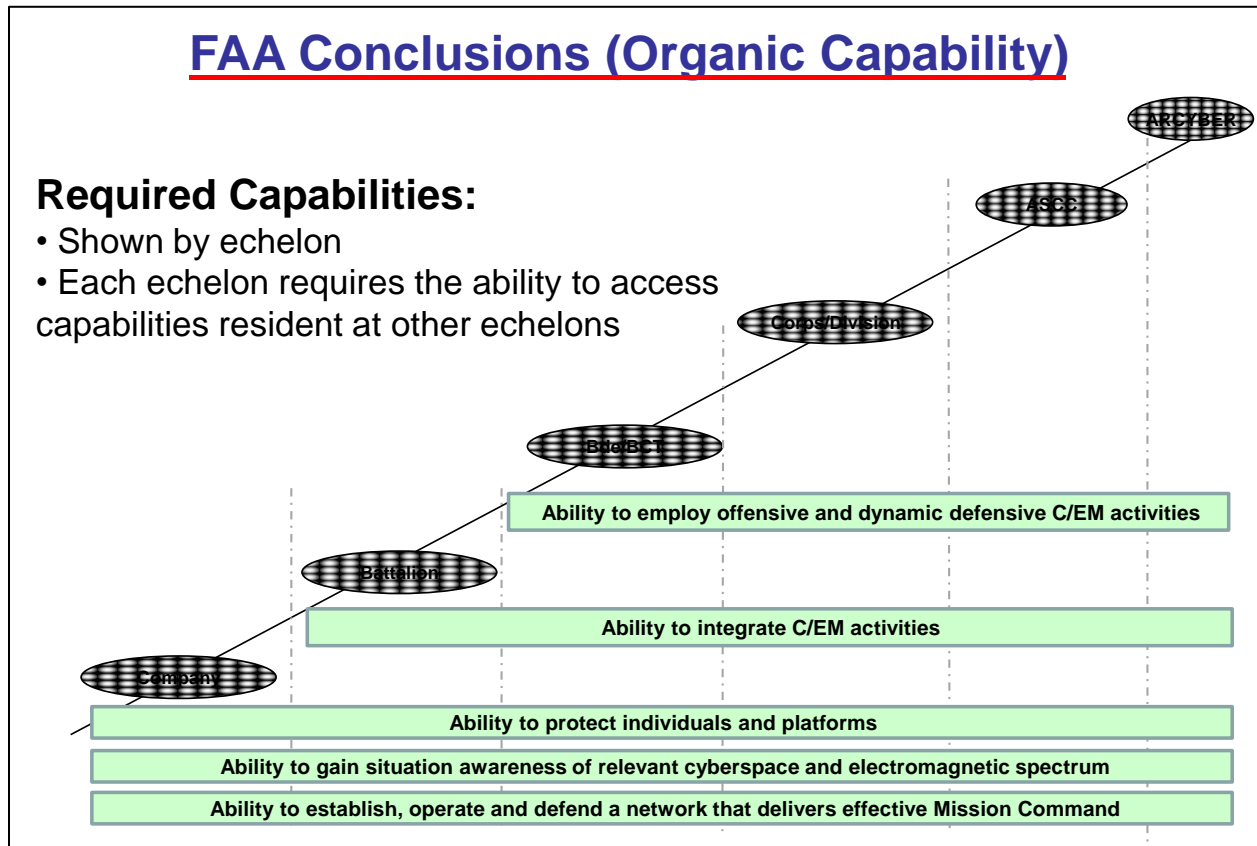 FAA Conclusions (Organic Capability)
ARCYBER
Required Capabilities:
• Shown by echelon
• Each echelon requires the ability to access
capabilities resident at other echelons
ASCC
Corps/Division
Bde/BCT
Ability to employ offensive and dynamic defensive C/EM activities
Battalion
Ability to integrate C/EM activities
Company
Ability to protect individuals and platforms
Ability to gain situation awareness of relevant cyberspace and electromagnetic spectrum
Ability to establish, operate and defend a network that delivers effective Mission Command